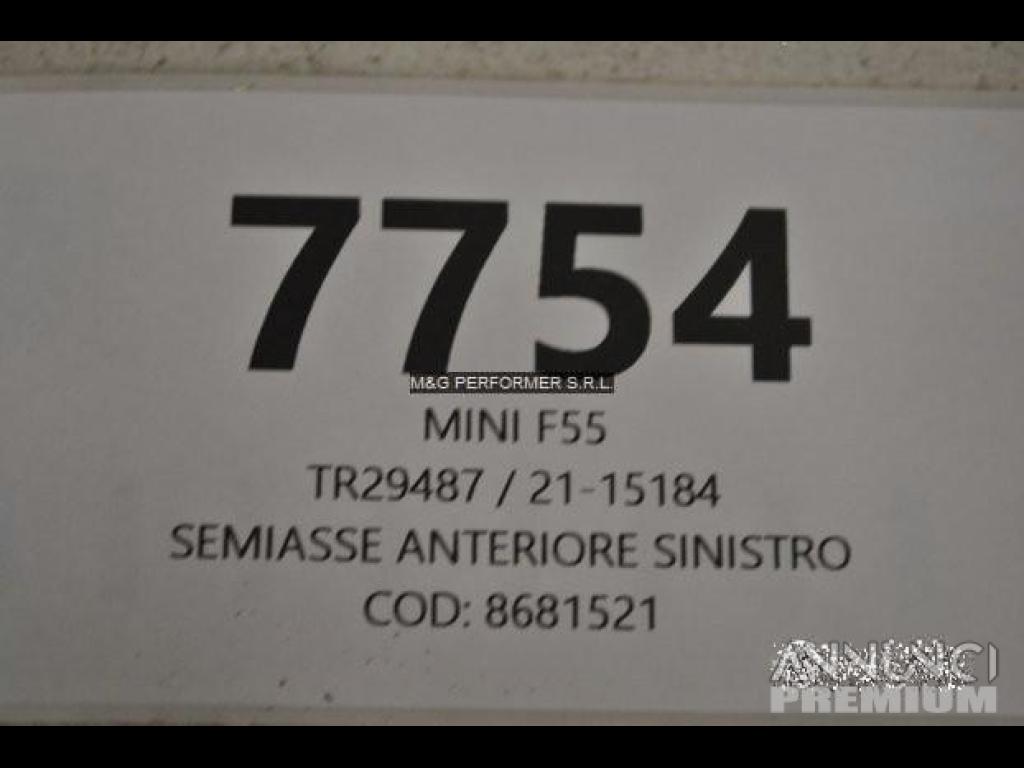 7754
M&G PERFORMER S.R.L.
MINI F55
TR29487 / 21-15184
SEMIASSE ANTERIORE SINISTRO
COD: 8681521
ANNUNCI
PREMIUM